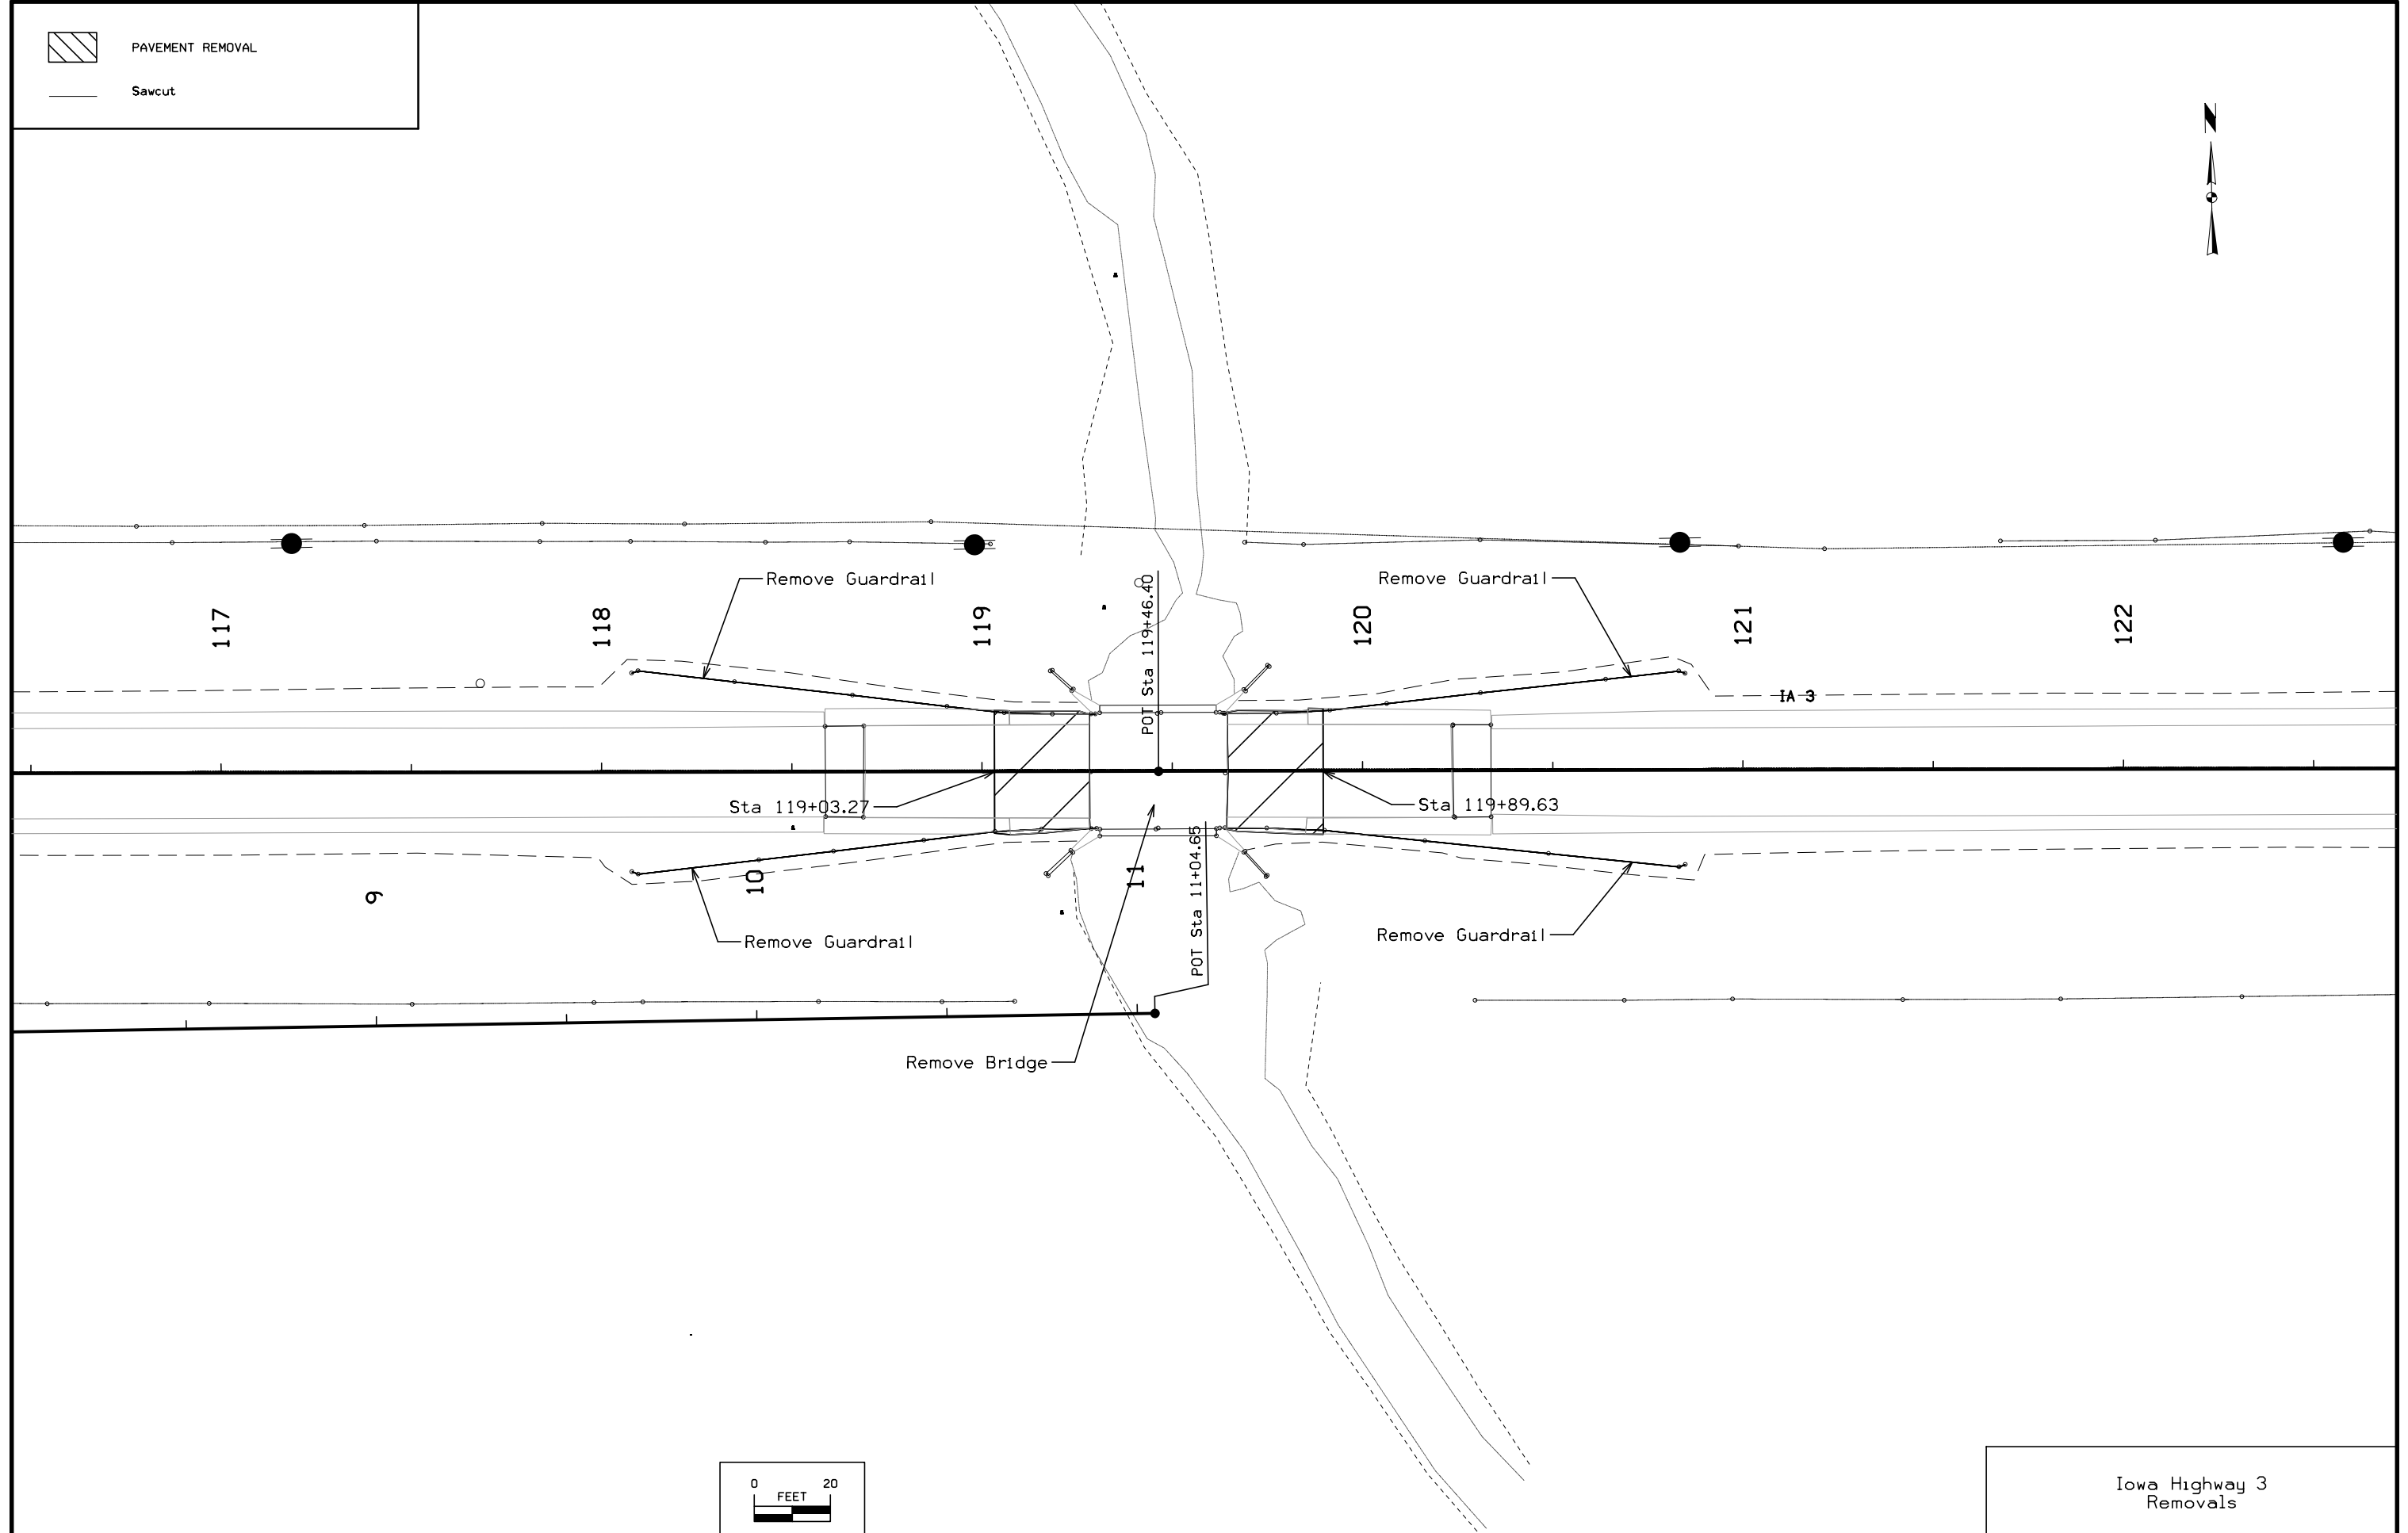 PAVEMENT REMOVAL
Sawcut
N
Remove Guardrail
Remove Guardrail
117
118
119
POT Sta 119+46.40
120
121
122
IA 3
Sta 119+03.27
Sta 119+89.63
9
10
11
POT Sta 11+04.65
Remove Guardrail
Remove Guardrail
Remove Bridge
0 20
FEET
Iowa Highway 3
Removals